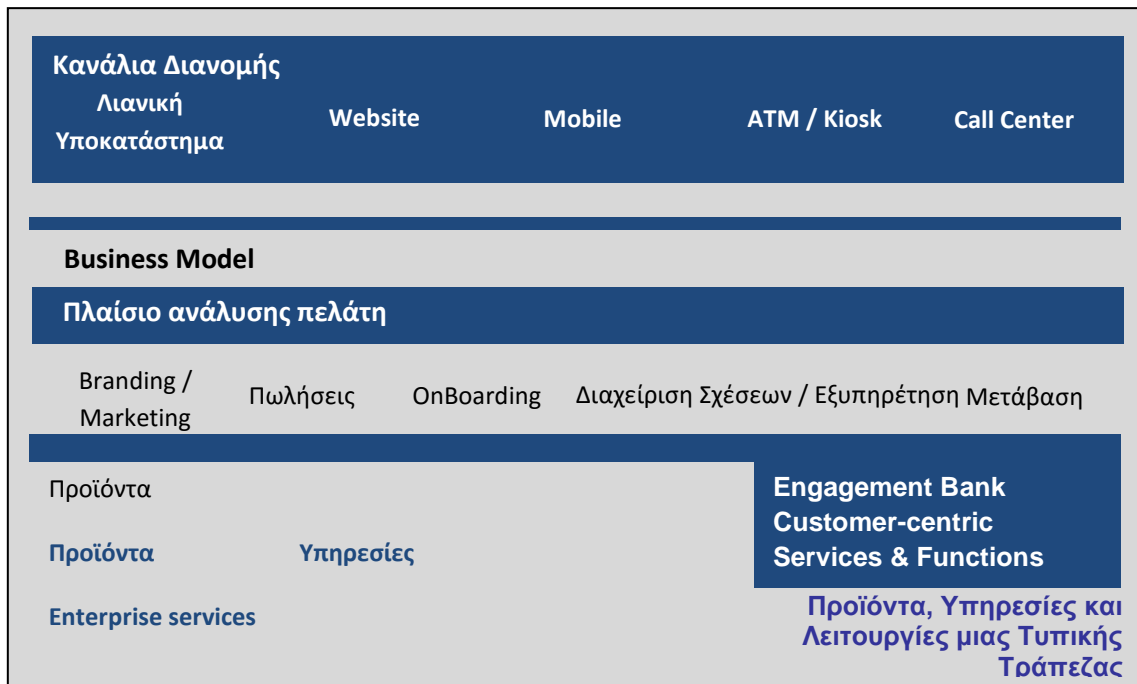 Κανάλια Διανομής
Λιανική
Υποκατάστημα
Website
Mobile
ATM / Kiosk
Call Center
Business Model
Πλαίσιο ανάλυσης πελάτη
Branding /
Marketing
Πωλήσεις
OnBoarding
Διαχείριση Σχέσεων / Εξυπηρέτηση
Μετάβαση
Προϊόντα
Προϊόντα
Υπηρεσίες
Enterprise services
Engagement Bank
Customer-centric
Services & Functions
Προϊόντα, Υπηρεσίες και
Λειτουργίες μιας Τυπικής
Τράπεζας